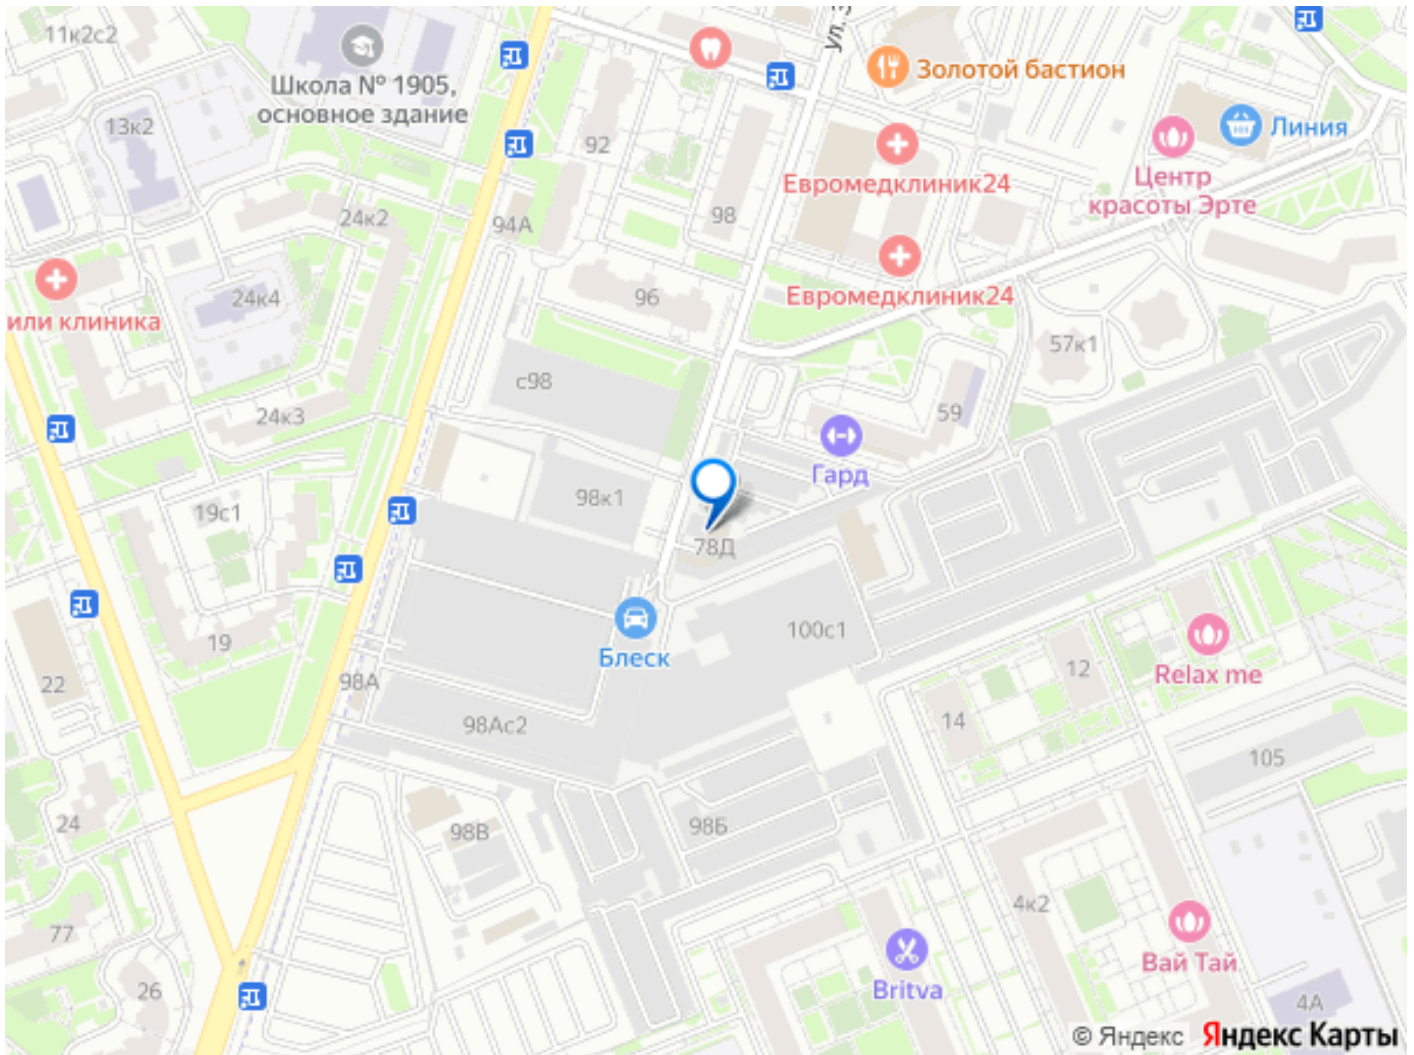 11к2с2
Школа № 1905,
основное здание
13к2
92
ул. З
Золотой бастион
Линия
Евромедклиник24
Центр
красоты Эрте
24к2
94А
98
24к4
96
Евромедклиник24
или клиника
57к1
с98
24к3
59
Гард
98к1
19с1
78Д
19
Блеск
100с1
22
98А
98Ас2
12
Relax me
14
105
24
98В
98Б
77
4к2
26
Britva
Вай Тай
4А
© Яндекс Яндекс Карты